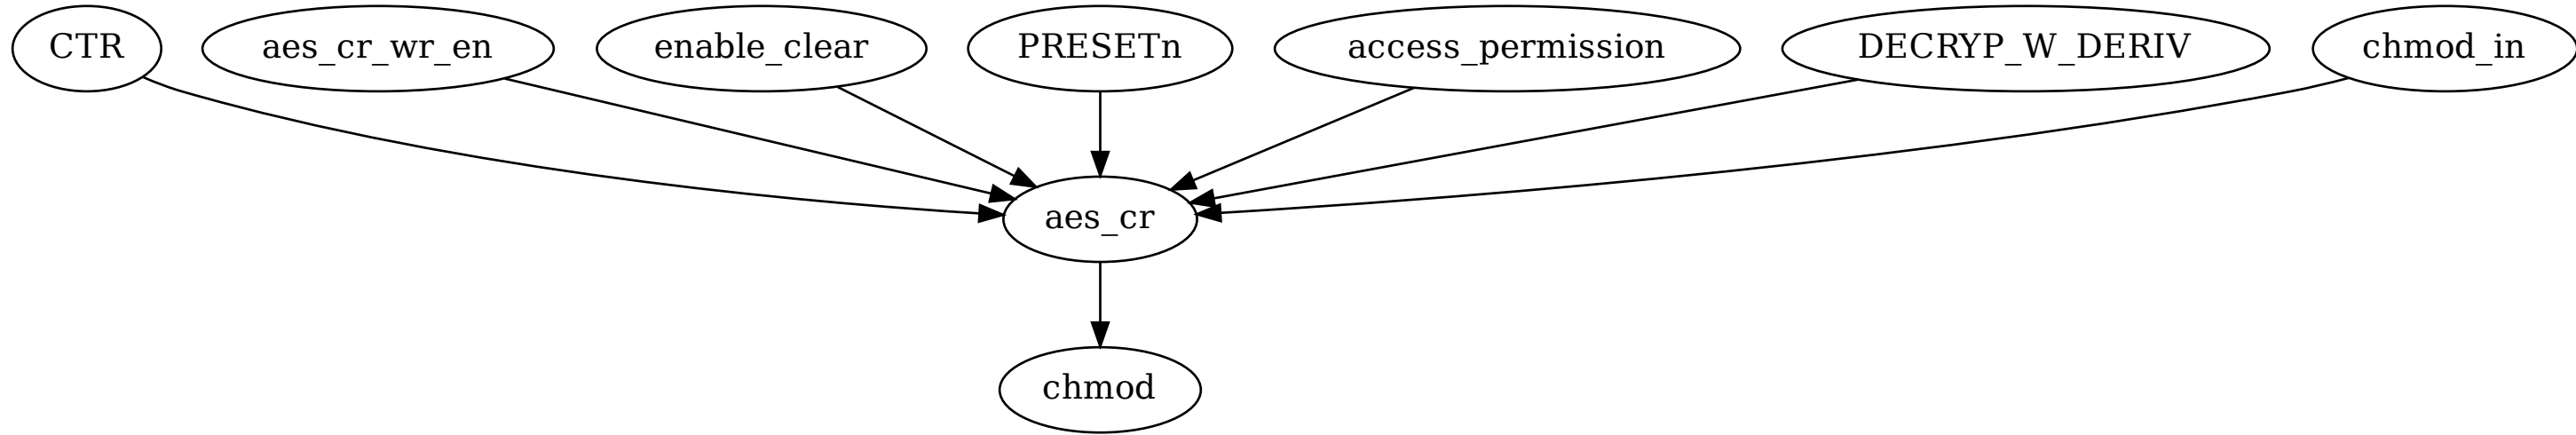 CTR
aes_cr_wr_en
enable_clear
PRESETn
access_permission
DECRYP_W_DERIV
chmod_in
aes_cr
chmod